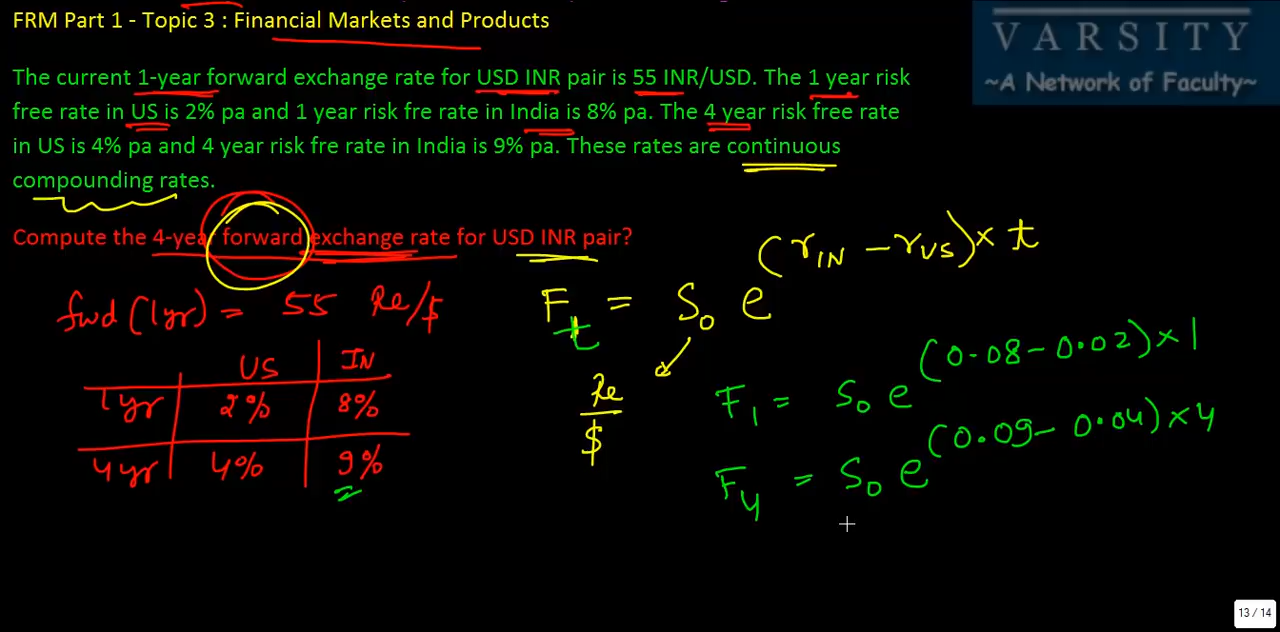 FRM Part 1 - Topic 3 : Financial Markets and Products
VARSITY
~A Network of Faculty~
The current 1-year forward exchange rate for USD INR pair is 55 INR/USD. The 1 year risk
free rate in US is 2% pa and 1 year risk fre rate in India is 8% pa. The 4 year risk free rate
in US is 4% pa and 4 year risk fre rate in India is 9% pa. These rates are continuous
compounding rates.
Compute the 4-year forward exchange rate for USD INR pair?
fwd (1yr) = 55 Re/$
US IN
1yr 2% 8%
4yr 4% 9%
Ft = S0 e^(rIN - rUS) × t
Re
$
F1 = S0 e^(0.08 - 0.02) × 1
F4 = S0 e^(0.09 - 0.04) × 4
13 / 14